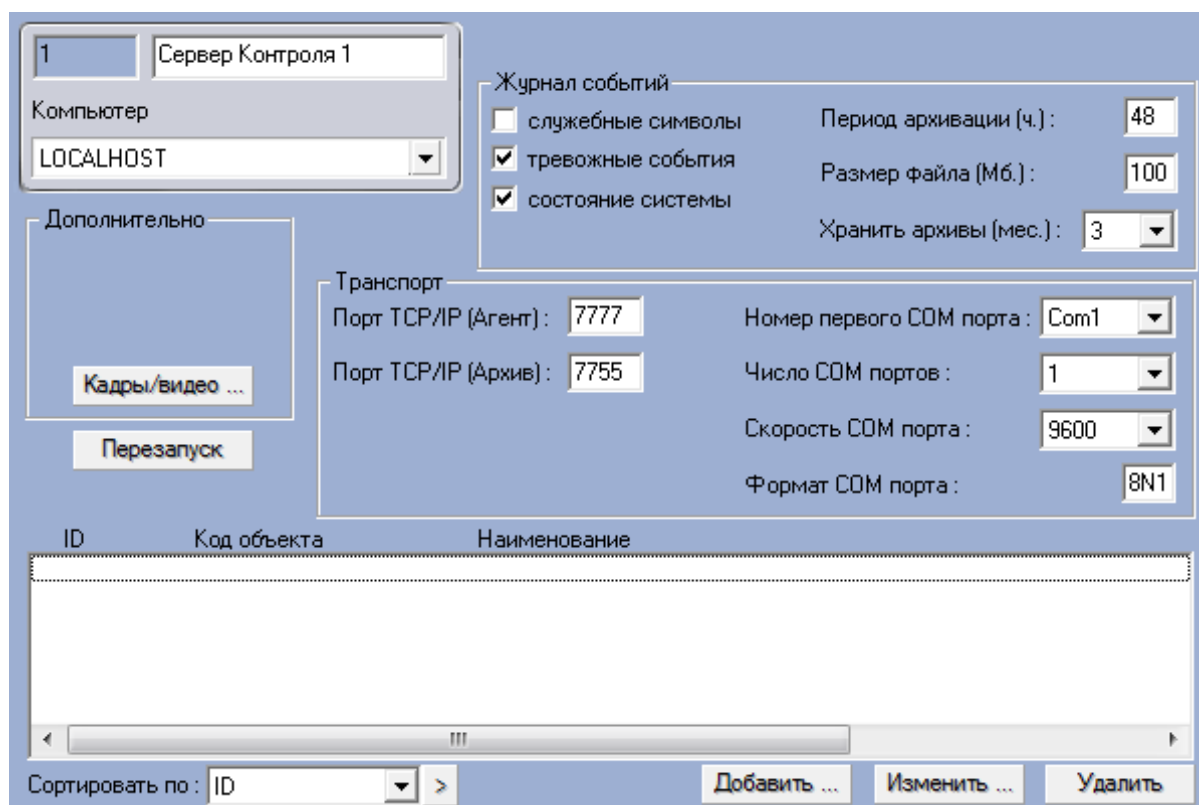 1 Сервер Контроля 1
Компьютер
LOCALHOST
Журнал событий
служебные символы
тревожные события
состояние системы
Период архивации (ч.) : 48
Размер файла (Мб.) : 100
Хранить архивы (мес.) : 3
Дополнительно
Кадры/видео ...
Перезапуск
Транспорт
Порт TCP/IP (Агент) : 7777
Порт TCP/IP (Архив) : 7755
Номер первого COM порта : Com1
Число COM портов : 1
Скорость COM порта : 9600
Формат COM порта : 8N1
ID Код объекта Наименование
Сортировать по : ID >
Добавить ... Изменить ... Удалить